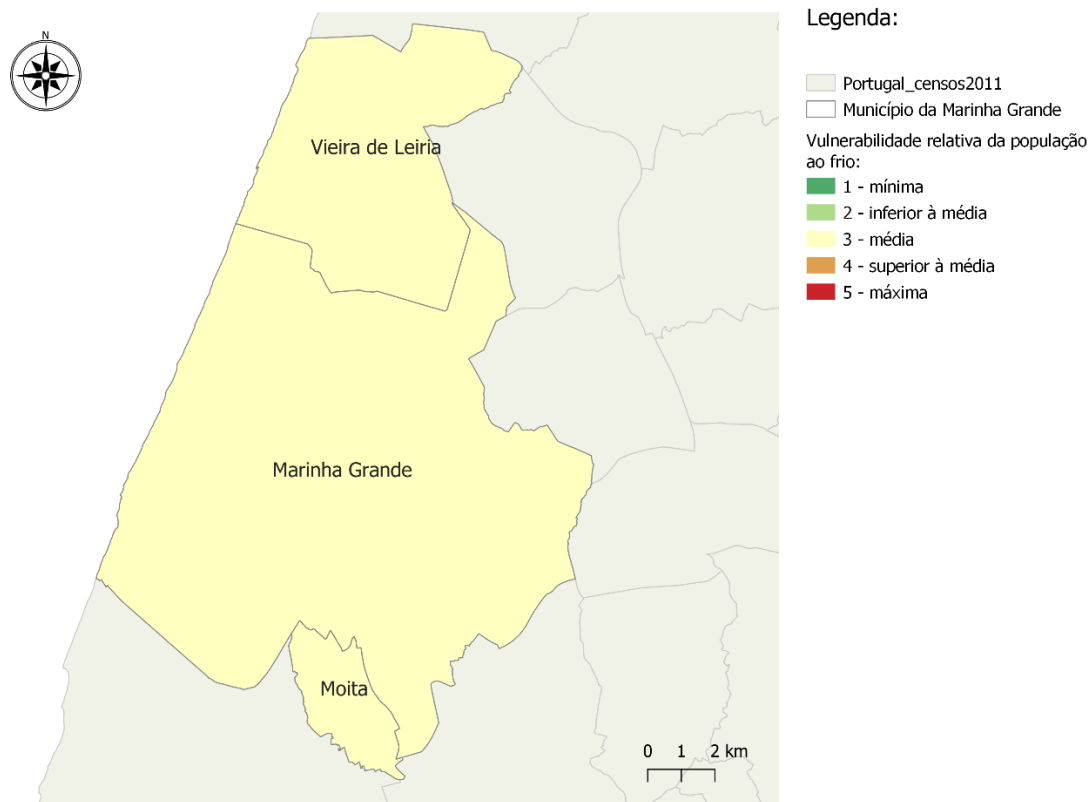 N
Vieira de Leiria
Marinha Grande
Moita
0 1 2 km
Legenda:
Portugal_censos2011
Município da Marinha Grande
Vulnerabilidade relativa da população
ao frio:
1 - mínima
2 - inferior à média
3 - média
4 - superior à média
5 - máxima